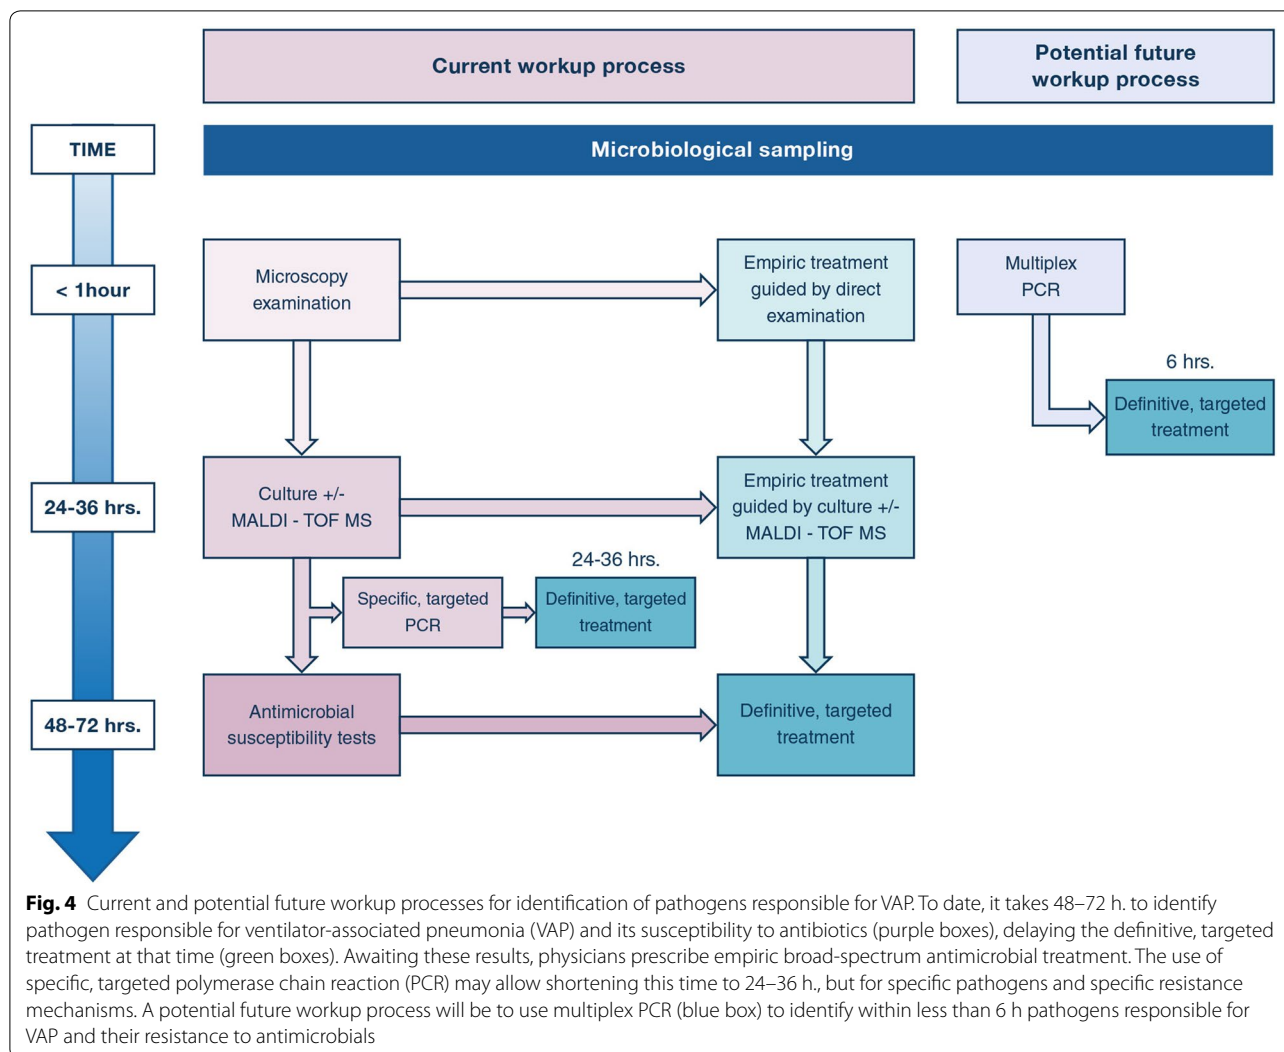 Current workup process
Potential future
workup process
TIME
Microbiological sampling
< 1hour
Microscopy
examination
Empiric treatment
guided by direct
examination
Multiplex
PCR
6 hrs.
Definitive, targeted
treatment
24-36 hrs.
Culture +/-
MALDI - TOF MS
Empiric treatment
guided by culture +/-
MALDI - TOF MS
24-36 hrs.
Specific, targeted
PCR
Definitive, targeted
treatment
48-72 hrs.
Antimicrobial
susceptibility tests
Definitive, targeted
treatment
Fig. 4 Current and potential future workup processes for identification of pathogens responsible for VAP. To date, it takes 48–72 h. to identify
pathogen responsible for ventilator-associated pneumonia (VAP) and its susceptibility to antibiotics (purple boxes), delaying the definitive, targeted
treatment at that time (green boxes). Awaiting these results, physicians prescribe empiric broad-spectrum antimicrobial treatment. The use of
specific, targeted polymerase chain reaction (PCR) may allow shortening this time to 24–36 h., but for specific pathogens and specific resistance
mechanisms. A potential future workup process will be to use multiplex PCR (blue box) to identify within less than 6 h pathogens responsible for
VAP and their resistance to antimicrobials